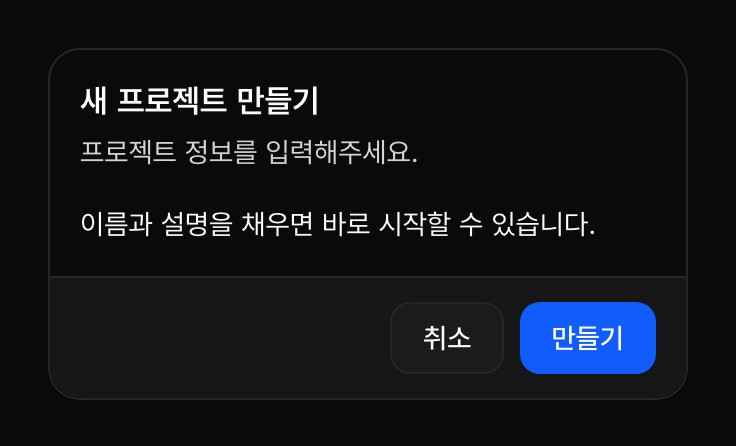 새 프로젝트 만들기
프로젝트 정보를 입력해주세요.
이름과 설명을 채우면 바로 시작할 수 있습니다.
취소
만들기